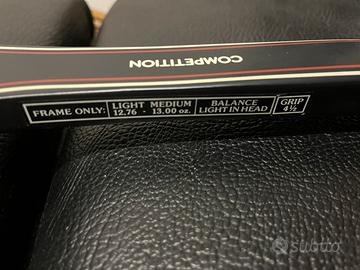 COMPETITION
FRAME ONLY:
LIGHT MEDIUM
12.76 - 13.00 oz.
BALANCE
LIGHT IN HEAD
GRIP
4½
subito